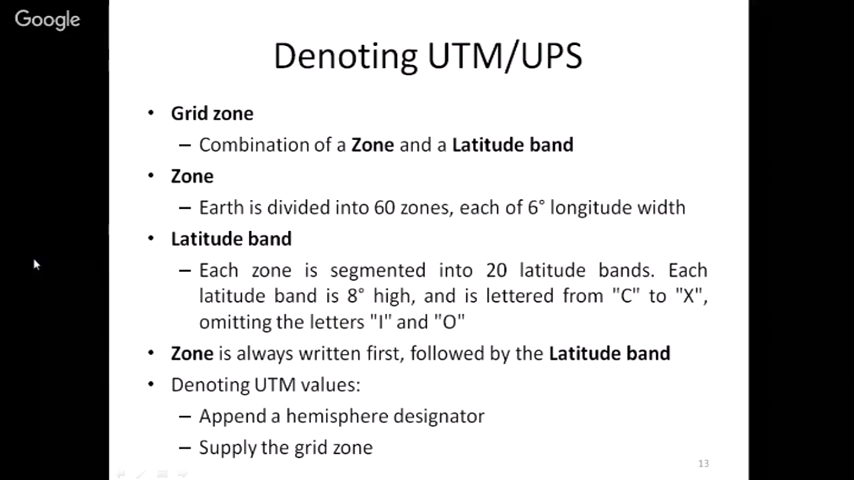 Google
Denoting UTM/UPS
• Grid zone
– Combination of a Zone and a Latitude band
• Zone
– Earth is divided into 60 zones, each of 6° longitude width
• Latitude band
– Each zone is segmented into 20 latitude bands. Each
latitude band is 8° high, and is lettered from "C" to "X",
omitting the letters "I" and "O"
• Zone is always written first, followed by the Latitude band
• Denoting UTM values:
– Append a hemisphere designator
– Supply the grid zone
13